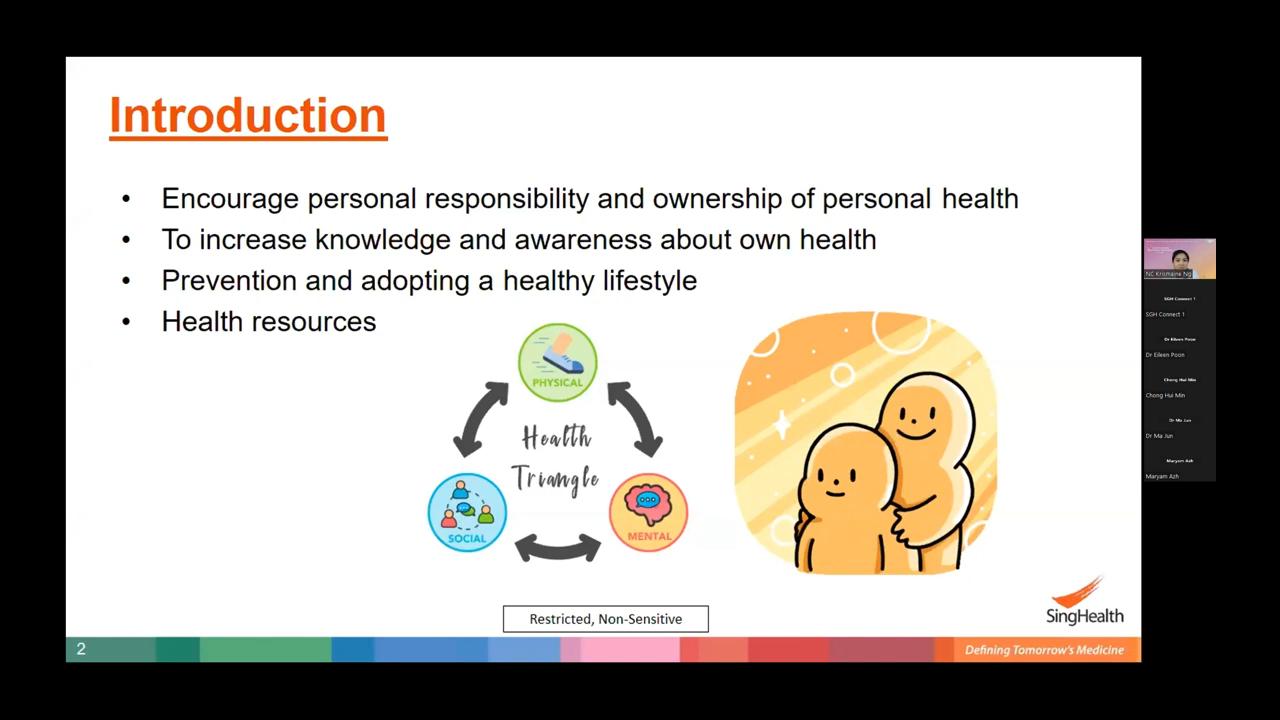 Introduction
• Encourage personal responsibility and ownership of personal health
• To increase knowledge and awareness about own health
• Prevention and adopting a healthy lifestyle
• Health resources
PHYSICAL
Health
Triangle
SOCIAL
MENTAL
Restricted, Non-Sensitive
SingHealth
2
Defining Tomorrow's Medicine
NC Krismaine Ng
SGH Connect 1
SGH Connect 1
Dr Eileen Poon
Dr Eileen Poon
Chong Hui Min
Chong Hui Min
Dr Ma Jun
Dr Ma Jun
Maryam Azh
Maryam Azh